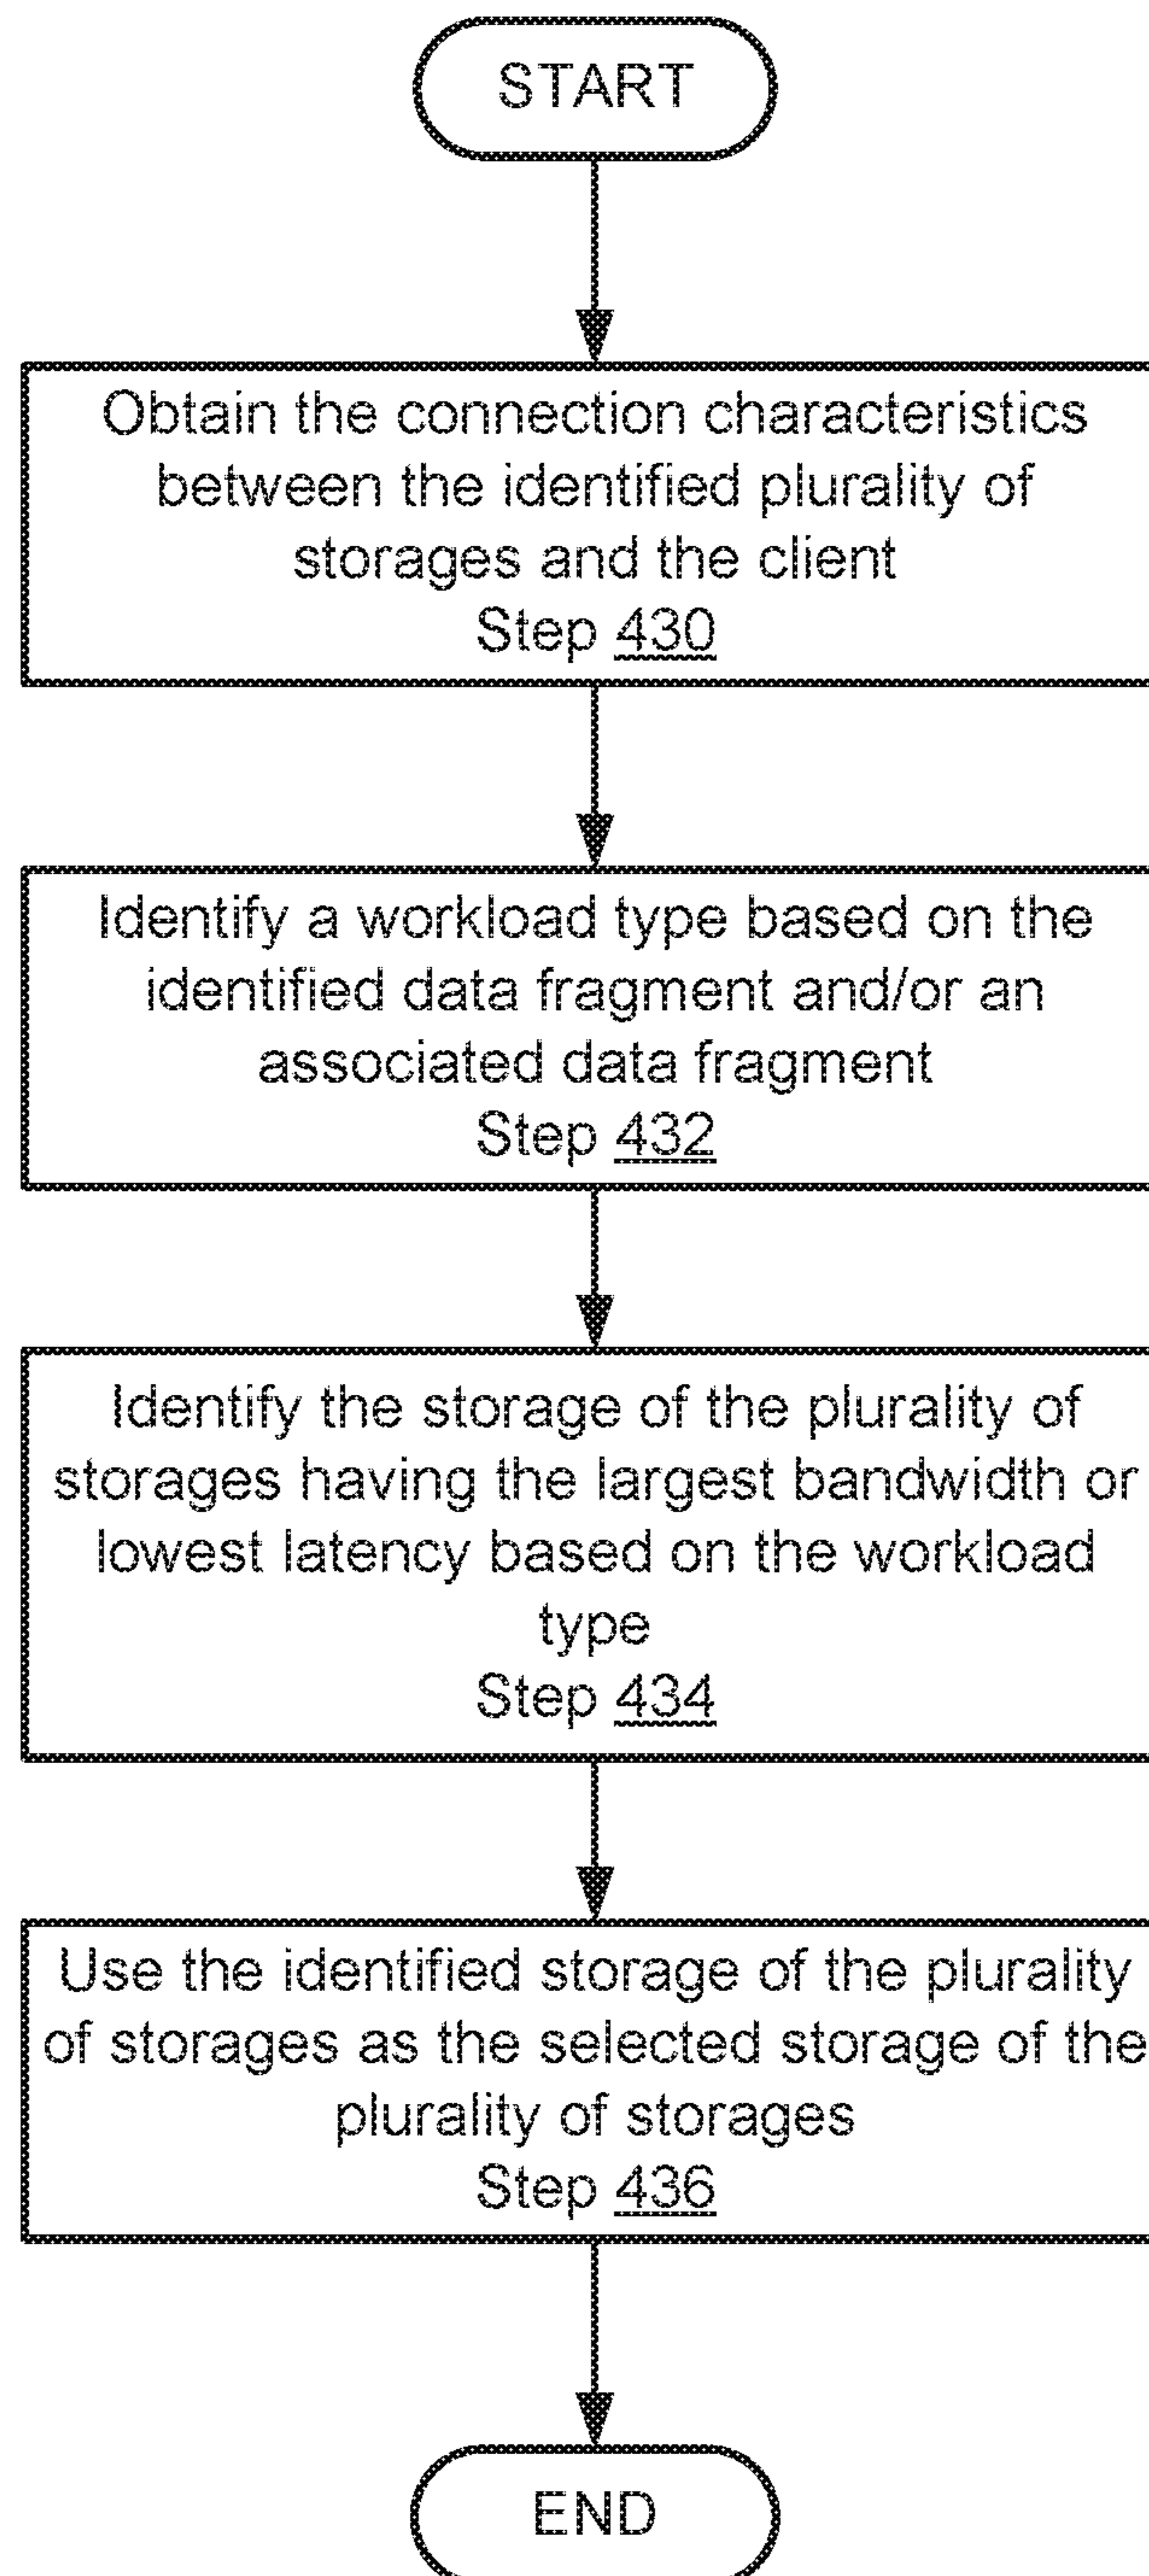 START
Obtain the connection characteristics
between the identified plurality of
storages and the client
Step 430
Identify a workload type based on the
identified data fragment and/or an
associated data fragment
Step 432
Identify the storage of the plurality of
storages having the largest bandwidth or
lowest latency based on the workload
type
Step 434
Use the identified storage of the plurality
of storages as the selected storage of the
plurality of storages
Step 436
END